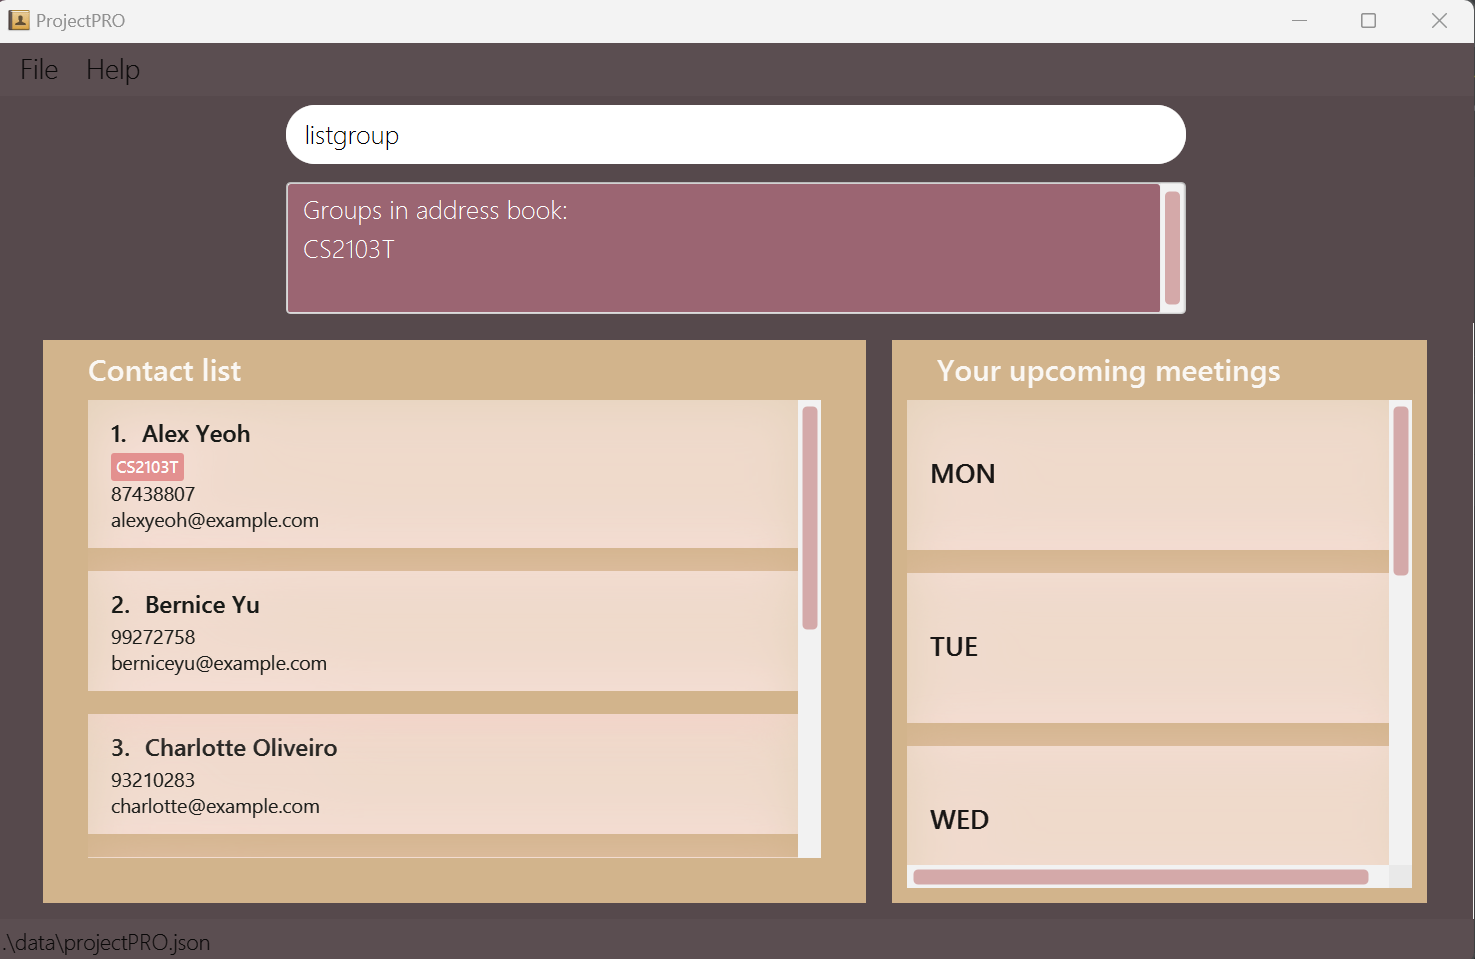 ProjectPRO
File Help
listgroup
Groups in address book:
CS2103T
Contact list
1. Alex Yeoh
CS2103T
87438807
alexyeoh@example.com
2. Bernice Yu
99272758
berniceyu@example.com
3. Charlotte Oliveiro
93210283
charlotte@example.com
Your upcoming meetings
MON
TUE
WED
.\data\projectPRO.json